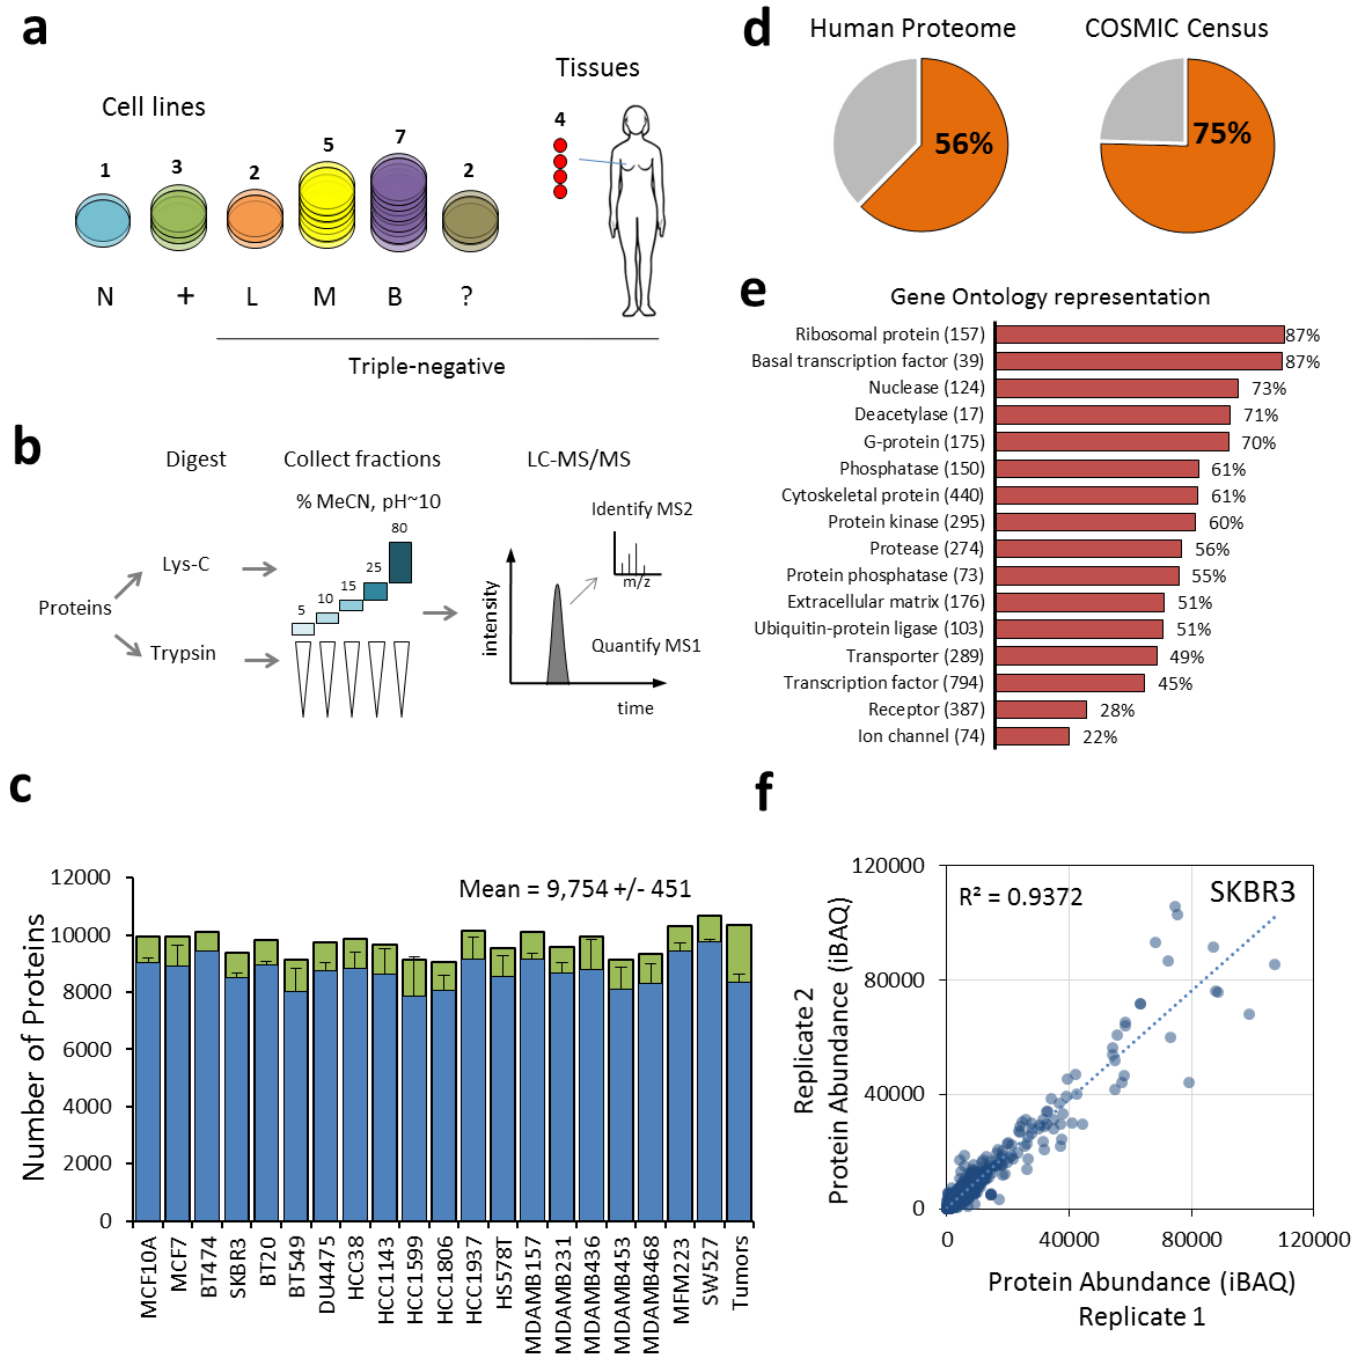 a
Cell lines
Tissues
1
3
2
5
7
2
4
N
+
L
M
B
?
Triple-negative
b
Digest
Collect fractions
LC-MS/MS
% MeCN, pH~10
Proteins
Lys-C
Trypsin
5
10
15
25
80
Identify MS2
m/z
Quantify MS1
intensity
time
c
Number of Proteins
12000
10000
8000
6000
4000
2000
0
Mean = 9,754 +/- 451
MCF10A
MCF7
BT474
SKBR3
BT20
BT549
DU4475
HCC38
HCC1143
HCC1599
HCC1806
HCC1937
HS578T
MDAMB157
MDAMB231
MDAMB436
MDAMB453
MDAMB468
MFM223
SW527
Tumors
d
Human Proteome
COSMIC Census
56%
75%
e
Gene Ontology representation
Ribosomal protein (157) 87%
Basal transcription factor (39) 87%
Nuclease (124) 73%
Deacetylase (17) 71%
G-protein (175) 70%
Phosphatase (150) 61%
Cytoskeletal protein (440) 61%
Protein kinase (295) 60%
Protease (274) 56%
Protein phosphatase (73) 55%
Extracellular matrix (176) 51%
Ubiquitin-protein ligase (103) 51%
Transporter (289) 49%
Transcription factor (794) 45%
Receptor (387) 28%
Ion channel (74) 22%
f
R² = 0.9372
SKBR3
Replicate 2
Protein Abundance (iBAQ)
120000
80000
40000
0
0
40000
80000
120000
Protein Abundance (iBAQ)
Replicate 1